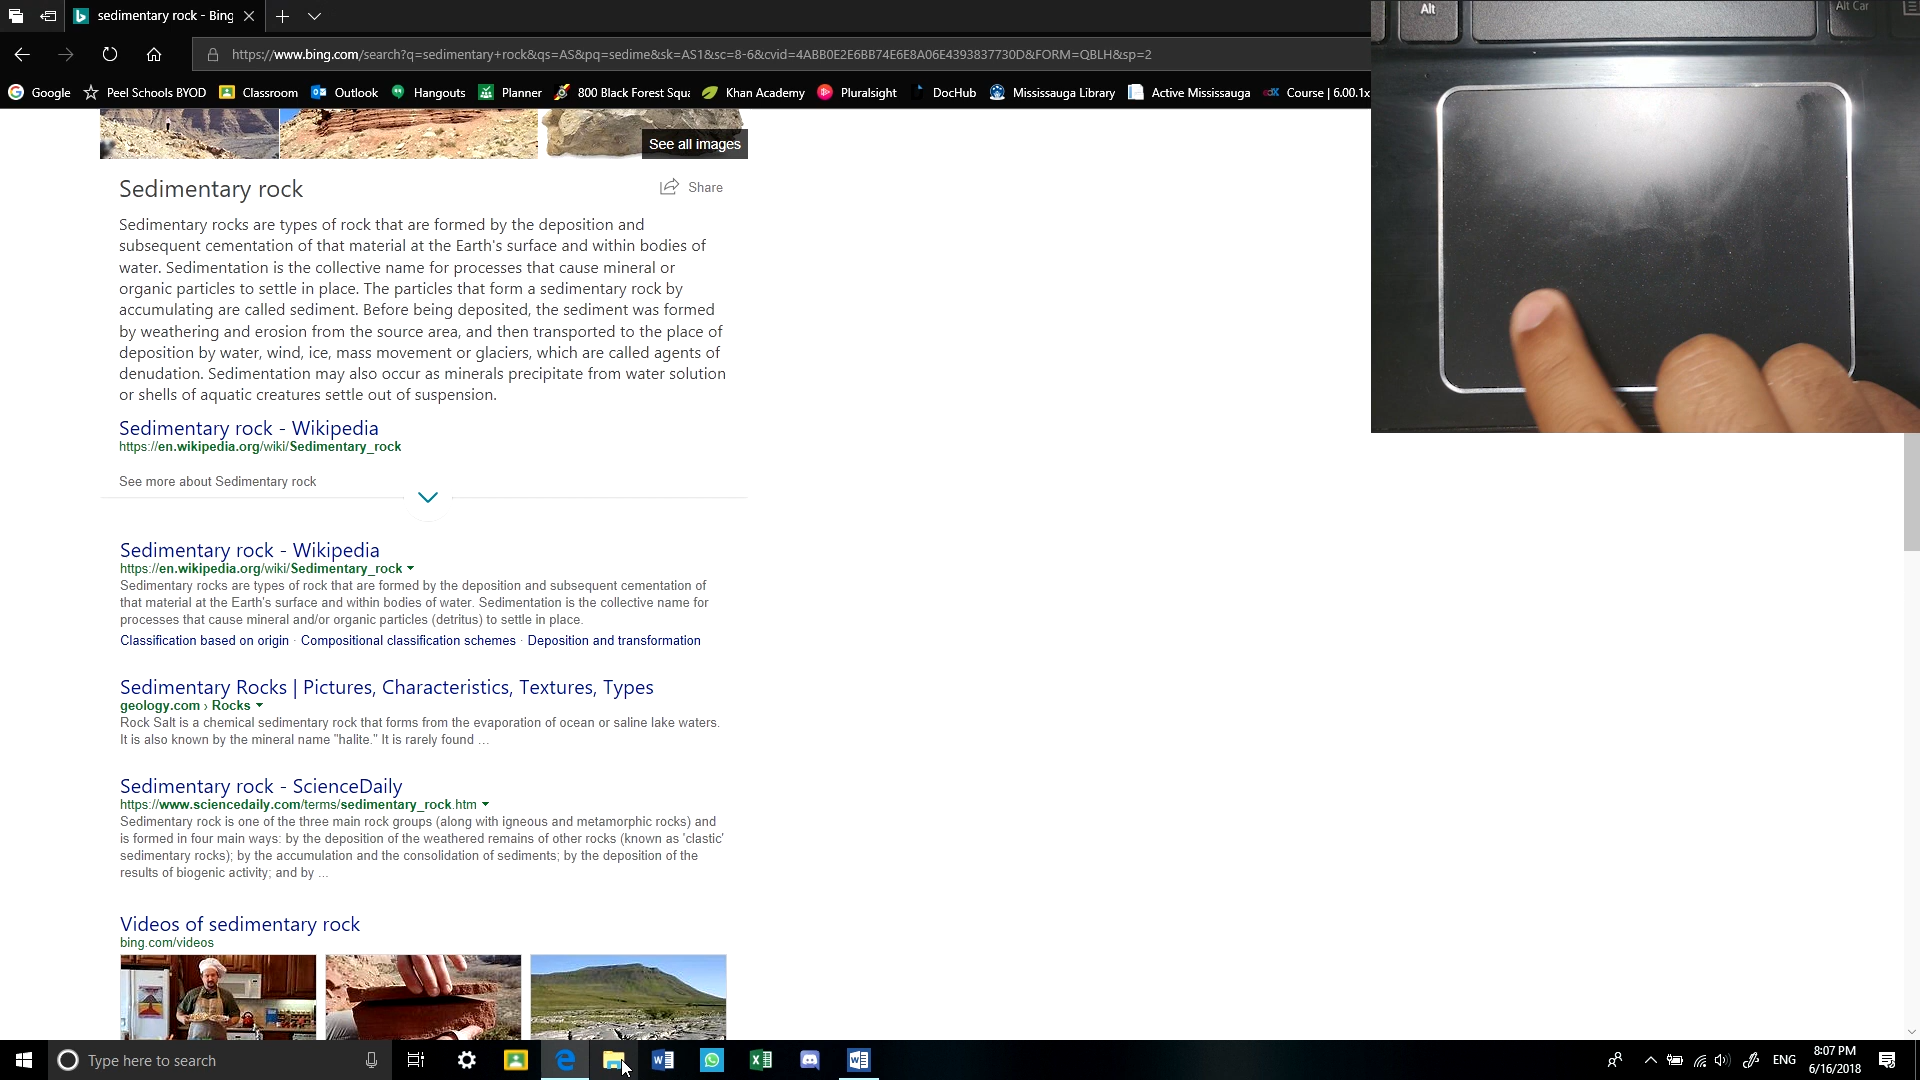 sedimentary rock - Bing
https://www.bing.com/search?q=sedimentary+rock&qs=AS&pq=sedime&sk=AS1&sc=8-6&cvid=4ABB0E2E6BB74E6E8A06E4393837730D&FORM=QBLH&sp=2
Google Peel Schools BYOD Classroom Outlook Hangouts Planner 800 Black Forest Squa Khan Academy Pluralsight DocHub Mississauga Library Active Mississauga Course | 6.00.1x
Alt Alt Car
See all images
Sedimentary rock
Share
Sedimentary rocks are types of rock that are formed by the deposition and
subsequent cementation of that material at the Earth's surface and within bodies of
water. Sedimentation is the collective name for processes that cause mineral or
organic particles to settle in place. The particles that form a sedimentary rock by
accumulating are called sediment. Before being deposited, the sediment was formed
by weathering and erosion from the source area, and then transported to the place of
deposition by water, wind, ice, mass movement or glaciers, which are called agents of
denudation. Sedimentation may also occur as minerals precipitate from water solution
or shells of aquatic creatures settle out of suspension.
Sedimentary rock - Wikipedia
https://en.wikipedia.org/wiki/Sedimentary_rock
See more about Sedimentary rock
Sedimentary rock - Wikipedia
https://en.wikipedia.org/wiki/Sedimentary_rock
Sedimentary rocks are types of rock that are formed by the deposition and subsequent cementation of
that material at the Earth's surface and within bodies of water. Sedimentation is the collective name for
processes that cause mineral and/or organic particles (detritus) to settle in place.
Classification based on origin · Compositional classification schemes · Deposition and transformation
Sedimentary Rocks | Pictures, Characteristics, Textures, Types
geology.com › Rocks
Rock Salt is a chemical sedimentary rock that forms from the evaporation of ocean or saline lake waters.
It is also known by the mineral name "halite." It is rarely found ...
Sedimentary rock - ScienceDaily
https://www.sciencedaily.com/terms/sedimentary_rock.htm
Sedimentary rock is one of the three main rock groups (along with igneous and metamorphic rocks) and
is formed in four main ways: by the deposition of the weathered remains of other rocks (known as 'clastic'
sedimentary rocks); by the accumulation and the consolidation of sediments; by the deposition of the
results of biogenic activity; and by ...
Videos of sedimentary rock
bing.com/videos
Type here to search
ENG
8:07 PM
6/16/2018